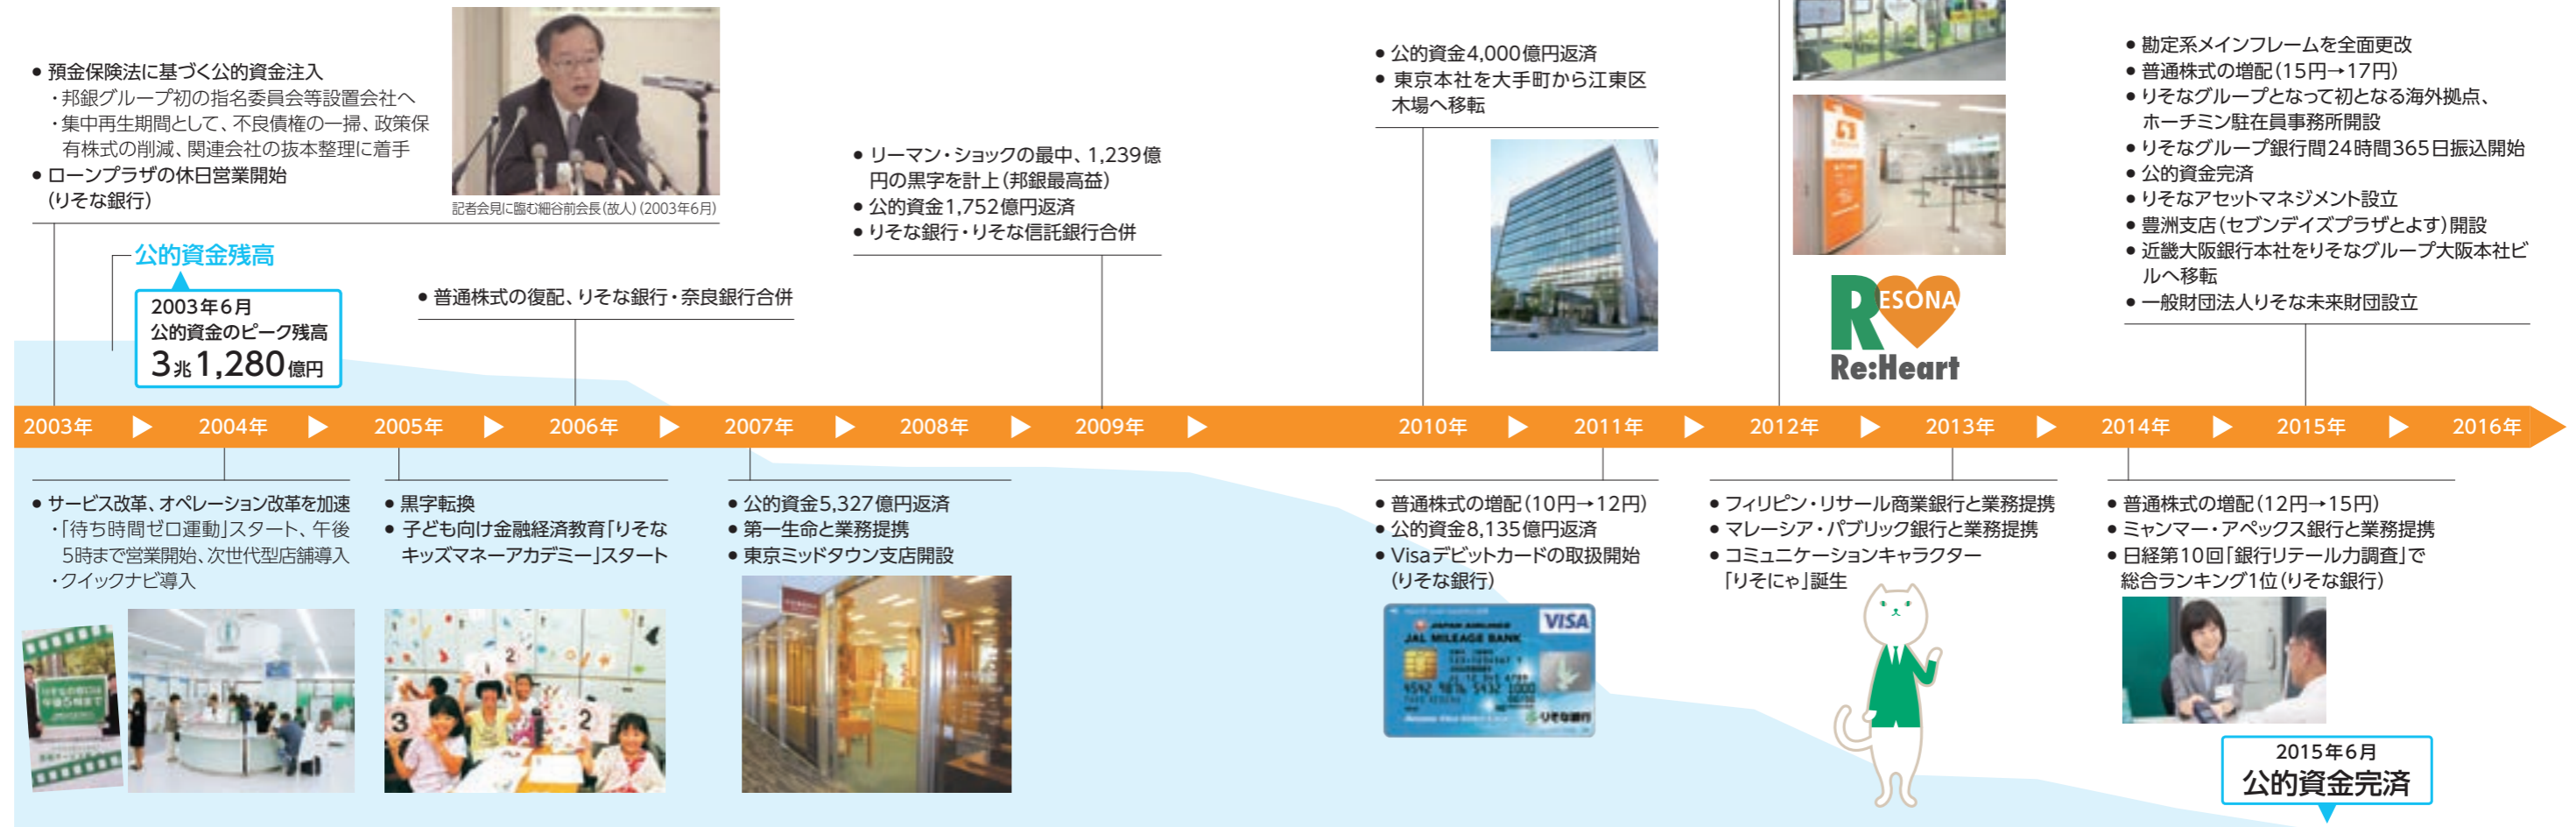 ● 預金保険法に基づく公的資金注入
・邦銀グループ初の指名委員会等設置会社へ
・集中再生期間として、不良債権の一掃、政策保
有株式の削減、関連会社の抜本整理に着手
● ローンプラザの休日営業開始
(りそな銀行)
記者会見に臨む細谷前会長(故人)(2003年6月)
公的資金残高
2003年6月
公的資金のピーク残高
3兆1,280億円
● 普通株式の復配、りそな銀行・奈良銀行合併
● リーマン・ショックの最中、1,239億
円の黒字を計上(邦銀最高益)
● 公的資金1,752億円返済
● りそな銀行・りそな信託銀行合併
● 公的資金4,000億円返済
● 東京本社を大手町から江東区
木場へ移転
RESONA
Re:Heart
● 勘定系メインフレームを全面更改
● 普通株式の増配(15円→17円)
● りそなグループとなって初となる海外拠点、
ホーチミン駐在員事務所開設
● りそなグループ銀行間24時間365日振込開始
● 公的資金完済
● りそなアセットマネジメント設立
● 豊洲支店(セブンデイズプラザとよす)開設
● 近畿大阪銀行本社をりそなグループ大阪本社ビ
ルへ移転
● 一般財団法人りそな未来財団設立
2003年 ▶ 2004年 ▶ 2005年 ▶ 2006年 ▶ 2007年 ▶ 2008年 ▶ 2009年 ▶ 2010年 ▶ 2011年 ▶ 2012年 ▶ 2013年 ▶ 2014年 ▶ 2015年 ▶ 2016年
● サービス改革、オペレーション改革を加速
・「待ち時間ゼロ運動」スタート、午後
5時まで営業開始、次世代型店舗導入
・クイックナビ導入
りそなの窓口は
午後5時まで
● 黒字転換
● 子ども向け金融経済教育「りそな
キッズマネーアカデミー」スタート
3
1
2
2
● 公的資金5,327億円返済
● 第一生命と業務提携
● 東京ミッドタウン支店開設
● 普通株式の増配(10円→12円)
● 公的資金8,135億円返済
● Visaデビットカードの取扱開始
(りそな銀行)
VISA
JAPAN AIRLINES
JAL MILEAGE BANK
4592 9876 5432 1000
りそな銀行
● フィリピン・リサール商業銀行と業務提携
● マレーシア・パブリック銀行と業務提携
● コミュニケーションキャラクター
「りそにゃ」誕生
● 普通株式の増配(12円→15円)
● ミャンマー・アペックス銀行と業務提携
● 日経第10回「銀行リテール力調査」で
総合ランキング1位(りそな銀行)
2015年6月
公的資金完済